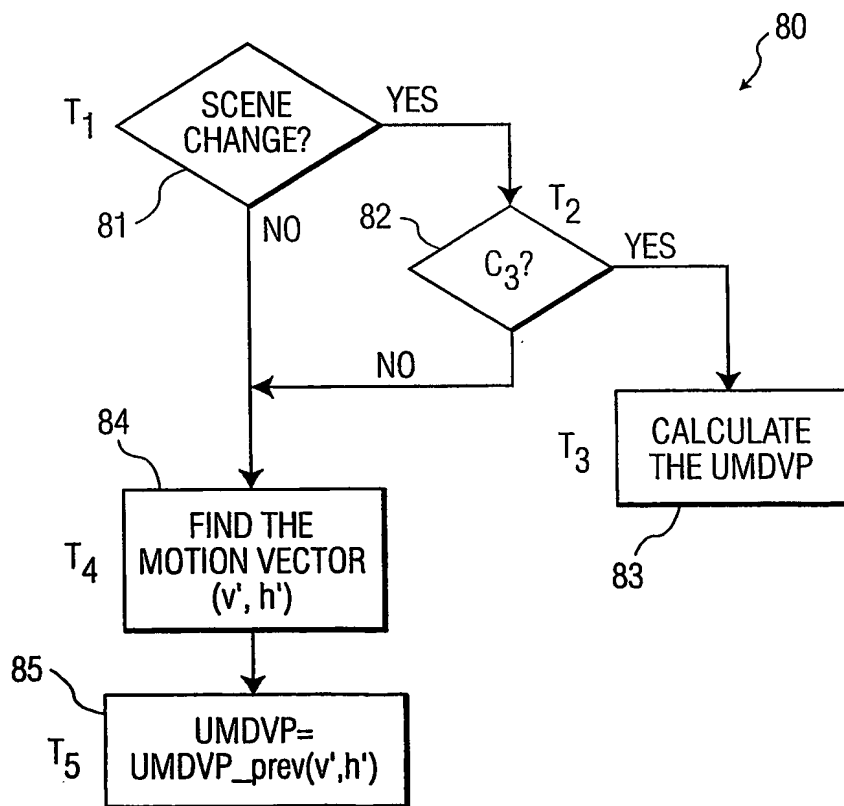 80
T1
SCENE
CHANGE?
YES
81
NO
82
T2
C3?
YES
NO
84
T3
CALCULATE
THE UMDVP
83
T4
FIND THE
MOTION VECTOR
(v', h')
85
T5
UMDVP=
UMDVP_prev(v',h')